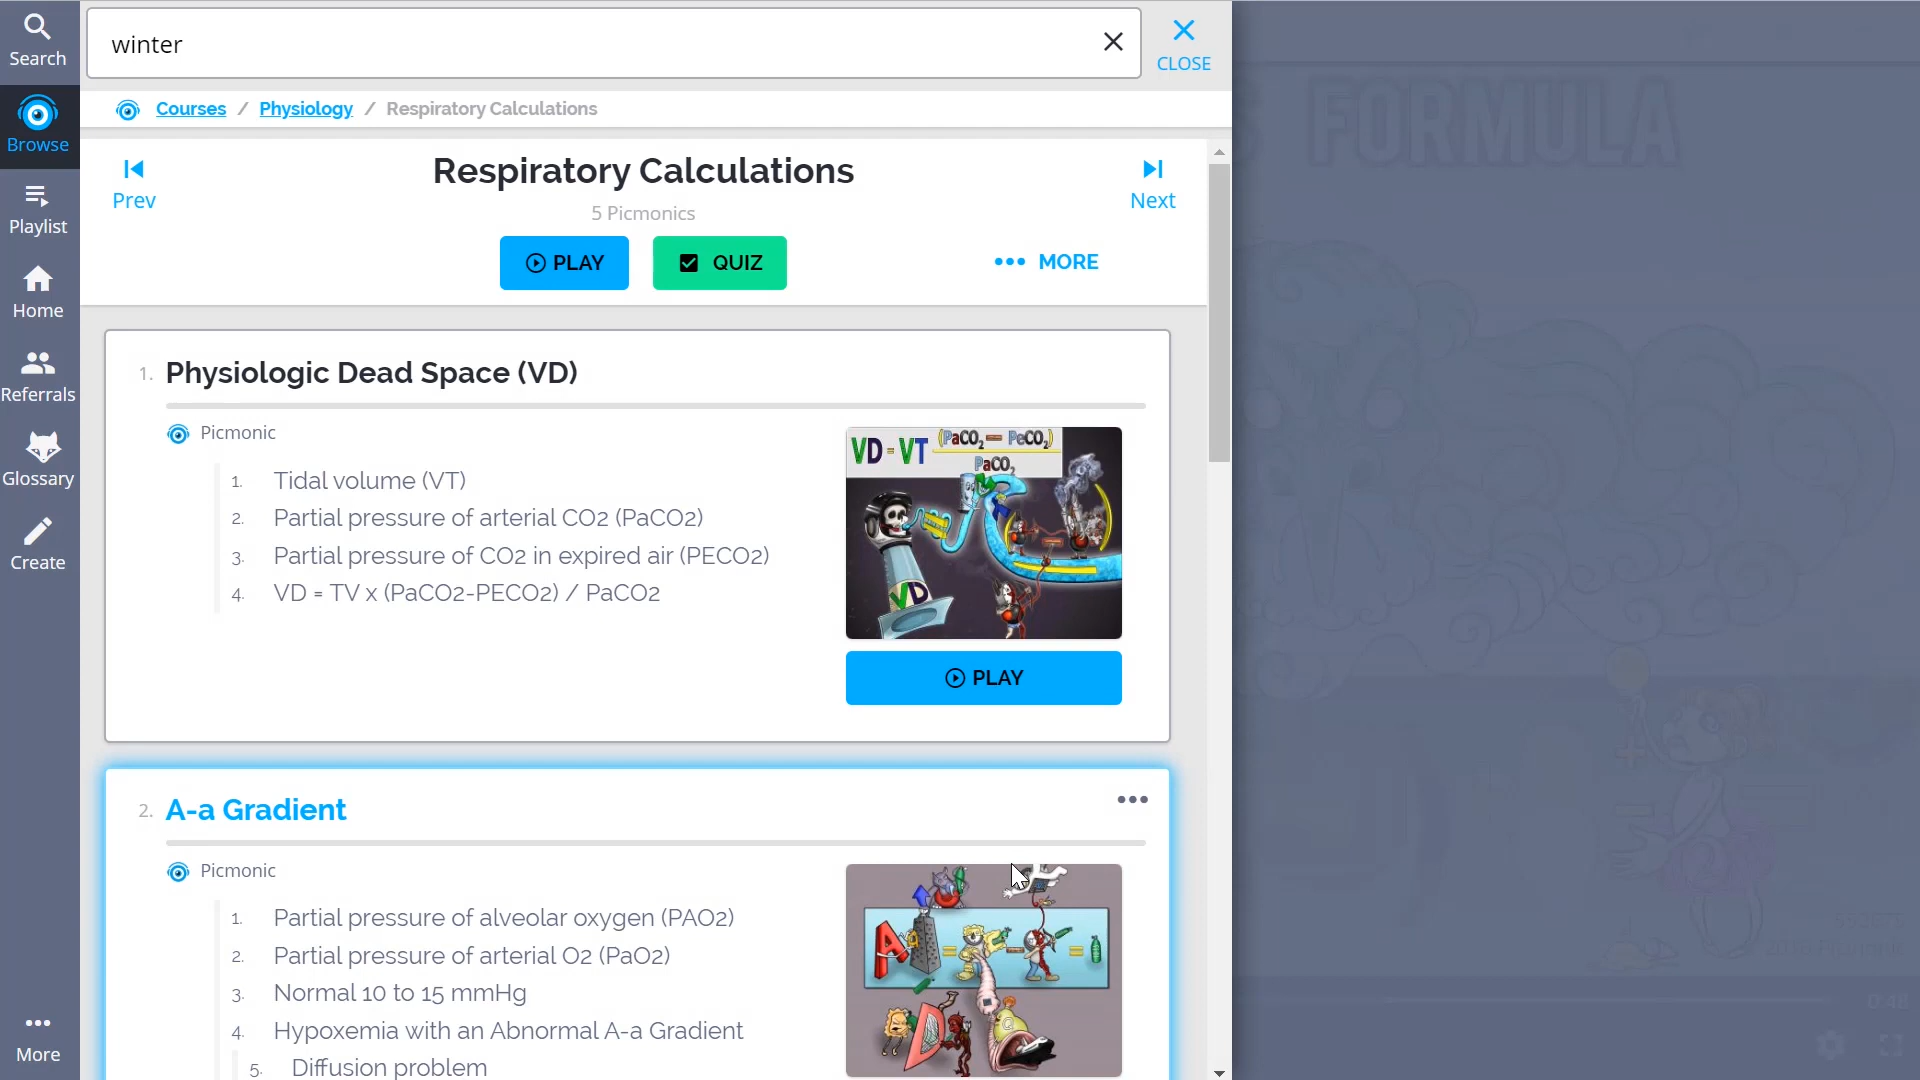 Search
winter
CLOSE
Courses / Physiology / Respiratory Calculations
Browse
Prev
Respiratory Calculations
Next
5 Picmonics
PLAY
QUIZ
••• MORE
Playlist
Home
Referrals
Glossary
Create
••• More
1. Physiologic Dead Space (VD)
Picmonic
1. Tidal volume (VT)
2. Partial pressure of arterial CO2 (PaCO2)
3. Partial pressure of CO2 in expired air (PECO2)
4. VD = TV x (PaCO2-PECO2) / PaCO2
VD = VT (PaCO2 — PeCO2)
PaCO2
VD
PLAY
2. A-a Gradient
•••
Picmonic
1. Partial pressure of alveolar oxygen (PAO2)
2. Partial pressure of arterial O2 (PaO2)
3. Normal 10 to 15 mmHg
4. Hypoxemia with an Abnormal A-a Gradient
5. Diffusion problem
FORMULA
0:48